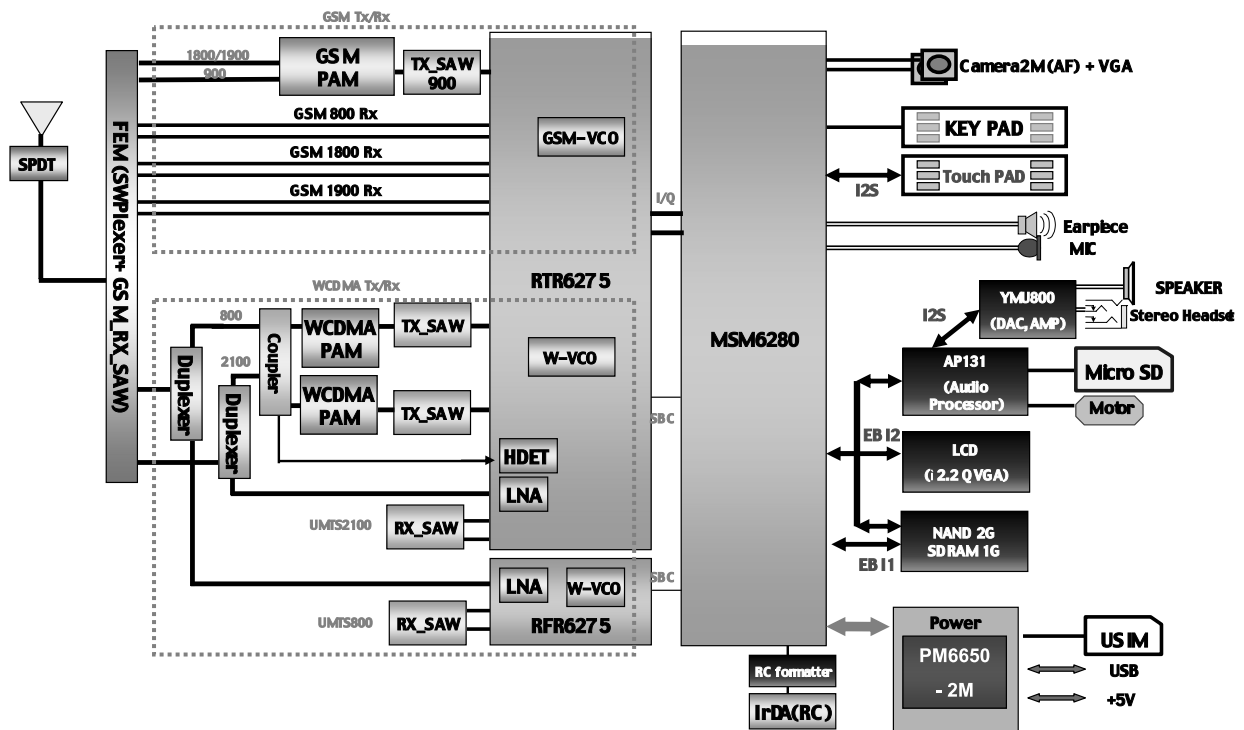 GSM Tx/Rx
1800/1900
900
GSM
PAM
TX_SAW
900
GSM 800 Rx
GSM 1800 Rx
GSM 1900 Rx
GSM-VCO
SPDT
FEM (SWPlexer+ GSM_RX_SAW)
I/Q
RTR6275
WCDMA Tx/Rx
800
2100
Duplexer
Duplexer
Coupler
WCDMA
PAM
TX_SAW
WCDMA
PAM
TX_SAW
W-VCO
HDET
LNA
UMTS2100
RX_SAW
SBC
LNA
W-VCO
RFR6275
UMTS800
RX_SAW
SBC
MSM6280
Camera2M(AF) + VGA
KEY PAD
Touch PAD
I2S
Earpiece
MIC
YMU800
(DAC, AMP)
SPEAKER
Stereo Headset
I2S
AP131
(Audio
Processor)
Micro SD
Motor
EBI2
LCD
(i 2.2 QVGA)
NAND 2G
SDRAM 1G
EBI1
Power
PM6650
- 2M
USIM
USB
+5V
RC formatter
IrDA(RC)